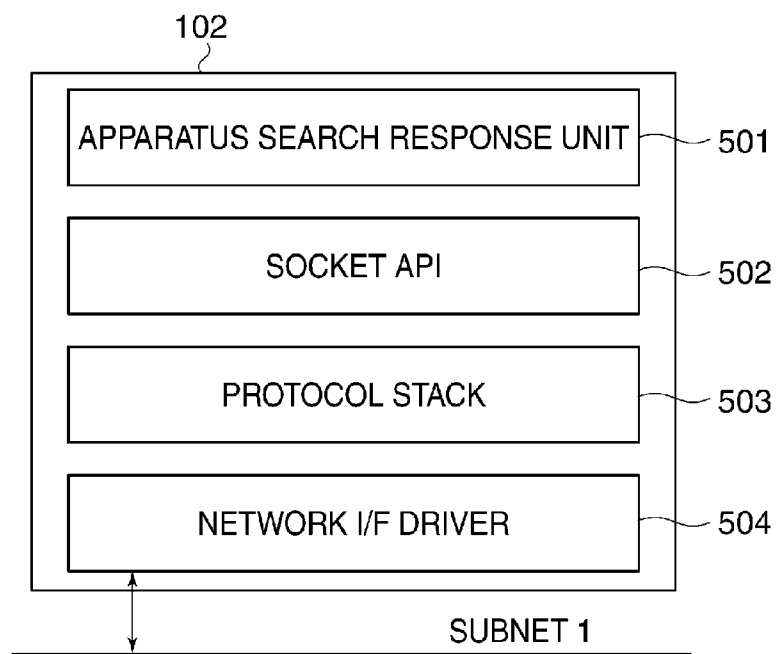 102
APPARATUS SEARCH RESPONSE UNIT
501
SOCKET API
502
PROTOCOL STACK
503
NETWORK I/F DRIVER
504
SUBNET 1